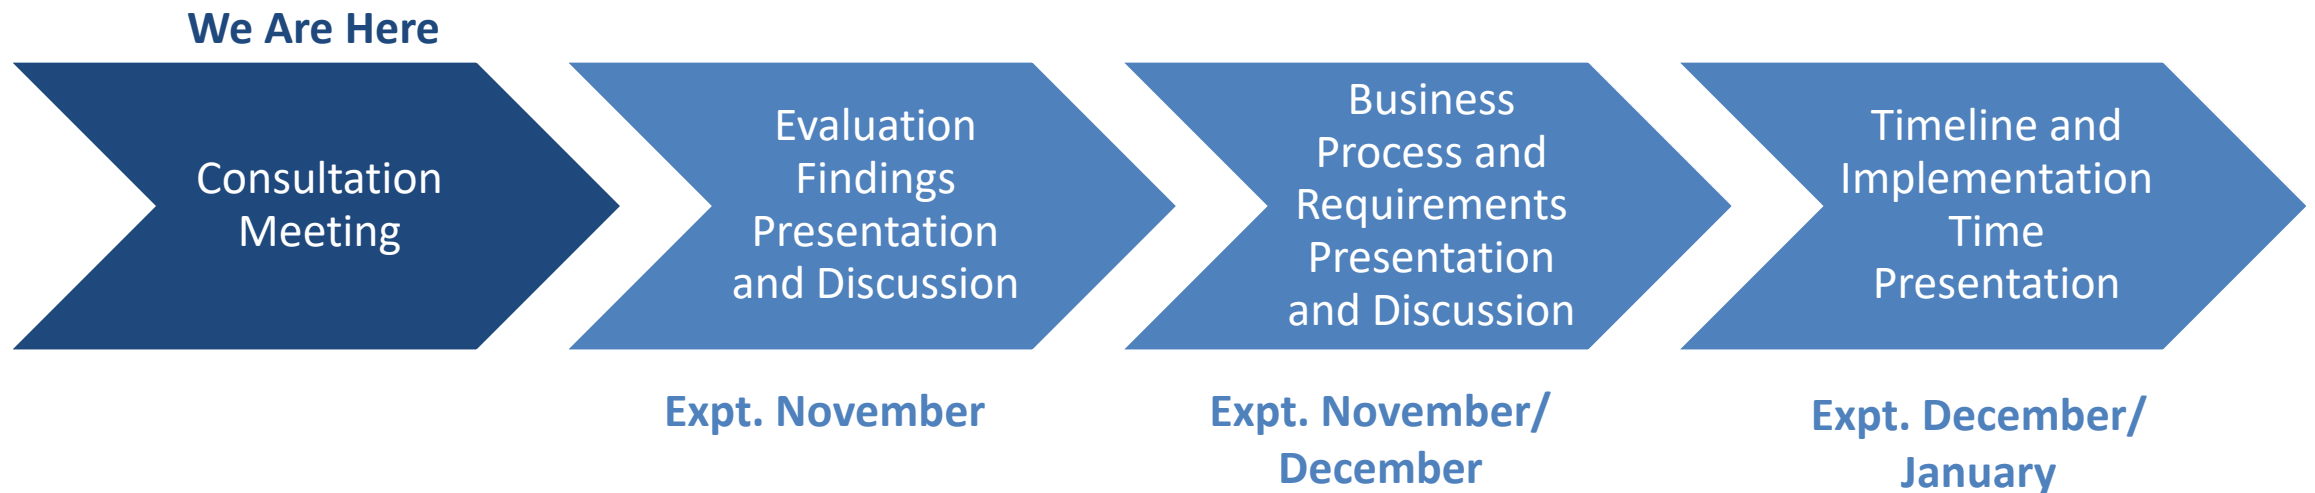 We Are Here
Consultation
Meeting
Evaluation
Findings
Presentation
and Discussion
Business
Process and
Requirements
Presentation
and Discussion
Timeline and
Implementation
Time
Presentation
Expt. November
Expt. November/
December
Expt. December/
January